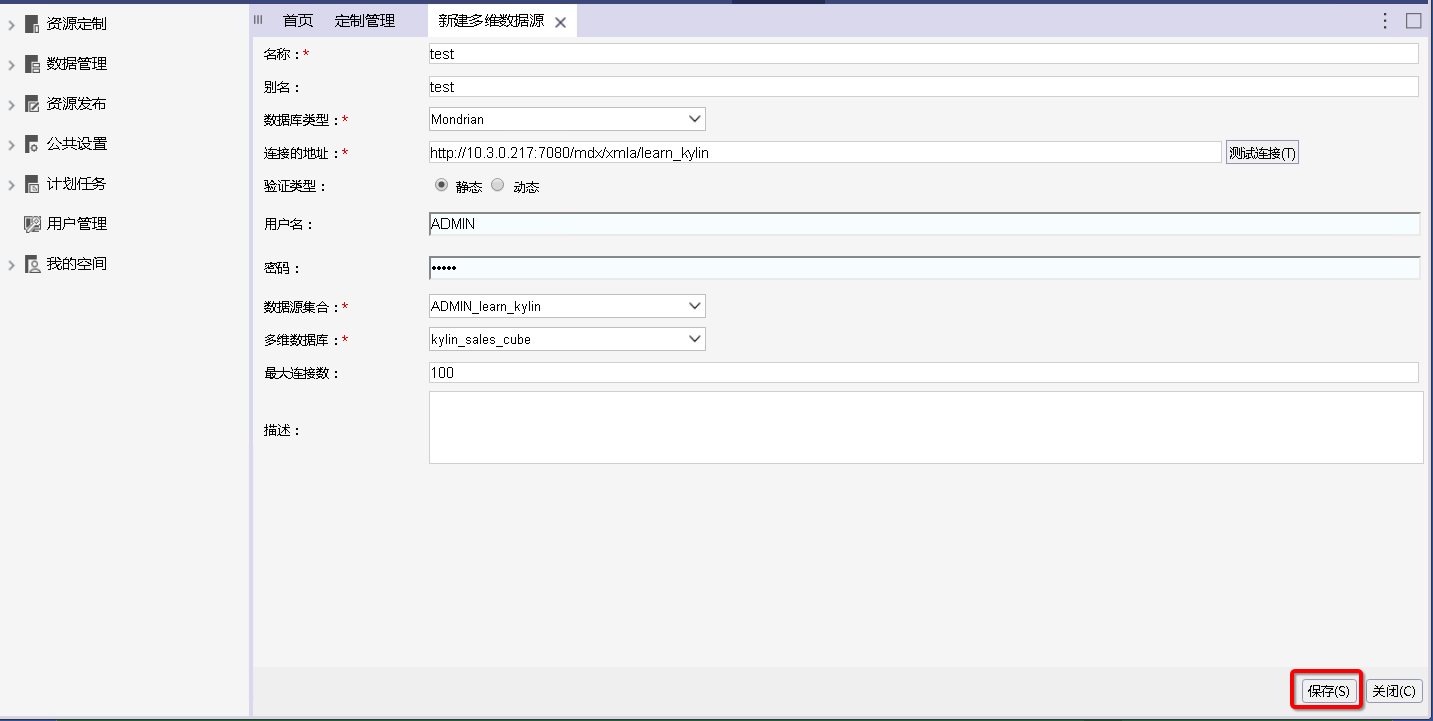 资源定制
数据管理
资源发布
公共设置
计划任务
用户管理
我的空间
首页 定制管理 新建多维数据源
名称：* test
别名： test
数据库类型：* Mondrian
连接的地址：* http://10.3.0.217:7080/mdx/xmla/learn_kylin 测试连接(T)
验证类型： 静态 动态
用户名： ADMIN
密码： •••••
数据源集合：* ADMIN_learn_kylin
多维数据库：* kylin_sales_cube
最大连接数： 100
描述：
保存(S) 关闭(C)